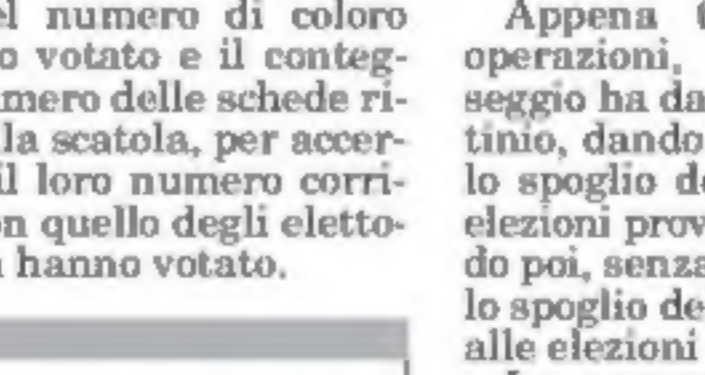 el numero di coloro
o votato e il conteg-
mero delle schede ri-
la scatola, per accer-
il loro numero corri-
on quello degli eletto-
hanno votato.
Appena
operazioni,
seggio ha da
tinio, dando
lo spoglio de
elezioni prov
do poi, senza
lo spoglio de
alle elezioni